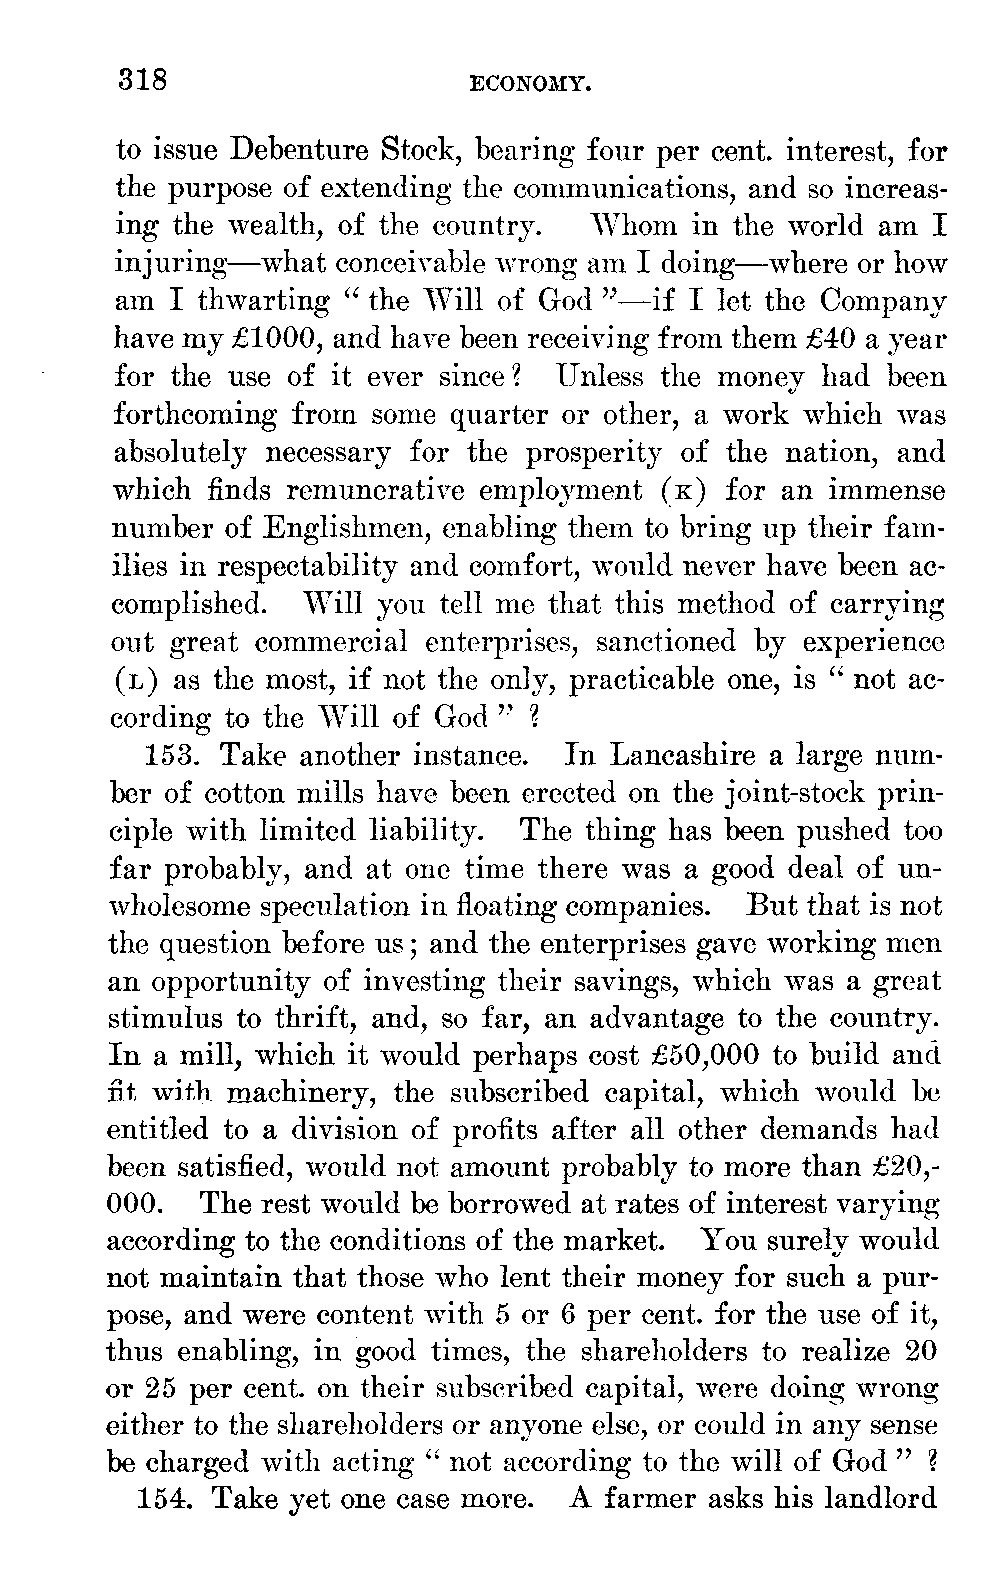 318 ECONOMY.
to issue Debenture Stock, bearing four per cent. interest, for
the purpose of extending the communications, and so increas-
ing the wealth, of the country. Whom in the world am I
injuring—what conceivable wrong am I doing—where or how
am I thwarting “ the Will of God ”—if I let the Company
have my £1000, and have been receiving from them £40 a year
for the use of it ever since? Unless the money had been
forthcoming from some quarter or other, a work which was
absolutely necessary for the prosperity of the nation, and
which finds remunerative employment (K) for an immense
number of Englishmen, enabling them to bring up their fam-
ilies in respectability and comfort, would never have been ac-
complished. Will you tell me that this method of carrying
out great commercial enterprises, sanctioned by experience
(L) as the most, if not the only, practicable one, is “ not ac-
cording to the Will of God ” ?
153. Take another instance. In Lancashire a large num-
ber of cotton mills have been erected on the joint-stock prin-
ciple with limited liability. The thing has been pushed too
far probably, and at one time there was a good deal of un-
wholesome speculation in floating companies. But that is not
the question before us; and the enterprises gave working men
an opportunity of investing their savings, which was a great
stimulus to thrift, and, so far, an advantage to the country.
In a mill, which it would perhaps cost £50,000 to build and
fit with machinery, the subscribed capital, which would be
entitled to a division of profits after all other demands had
been satisfied, would not amount probably to more than £20,-
000. The rest would be borrowed at rates of interest varying
according to the conditions of the market. You surely would
not maintain that those who lent their money for such a pur-
pose, and were content with 5 or 6 per cent. for the use of it,
thus enabling, in good times, the shareholders to realize 20
or 25 per cent. on their subscribed capital, were doing wrong
either to the shareholders or anyone else, or could in any sense
be charged with acting “ not according to the will of God ” ?
154. Take yet one case more. A farmer asks his landlord